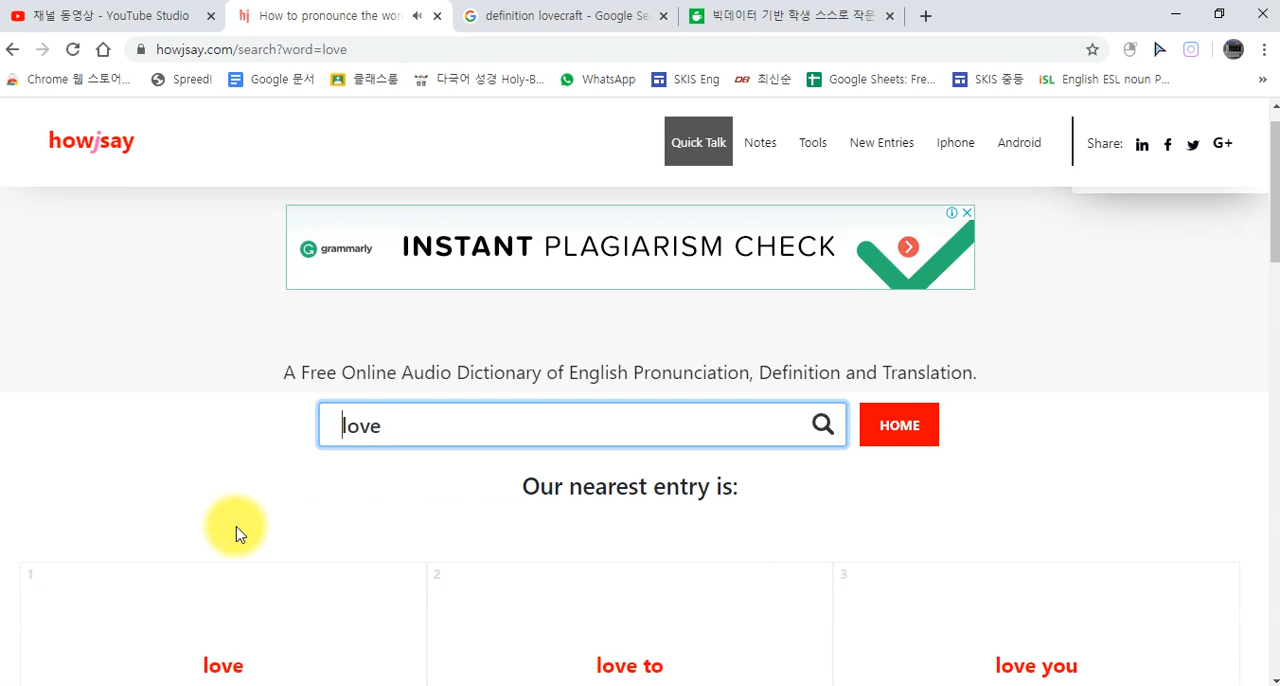 채널 동영상 - YouTube Studio
hj How to pronounce the wor
definition lovecraft - Google Se
빅데이터 기반 학생 스스로 작문
howjsay.com/search?word=love
Chrome 웹 스토어...
Spreed!
Google 문서
클래스룸
다국어 성경 Holy-B...
WhatsApp
SKIS Eng
DB 최신순
Google Sheets: Fre...
SKIS 중등
iSL English ESL noun P...
»
howjsay
Quick Talk
Notes
Tools
New Entries
Iphone
Android
Share:
in
f
G+
grammarly
INSTANT PLAGIARISM CHECK
A Free Online Audio Dictionary of English Pronunciation, Definition and Translation.
love
HOME
Our nearest entry is:
1
2
3
love
love to
love you